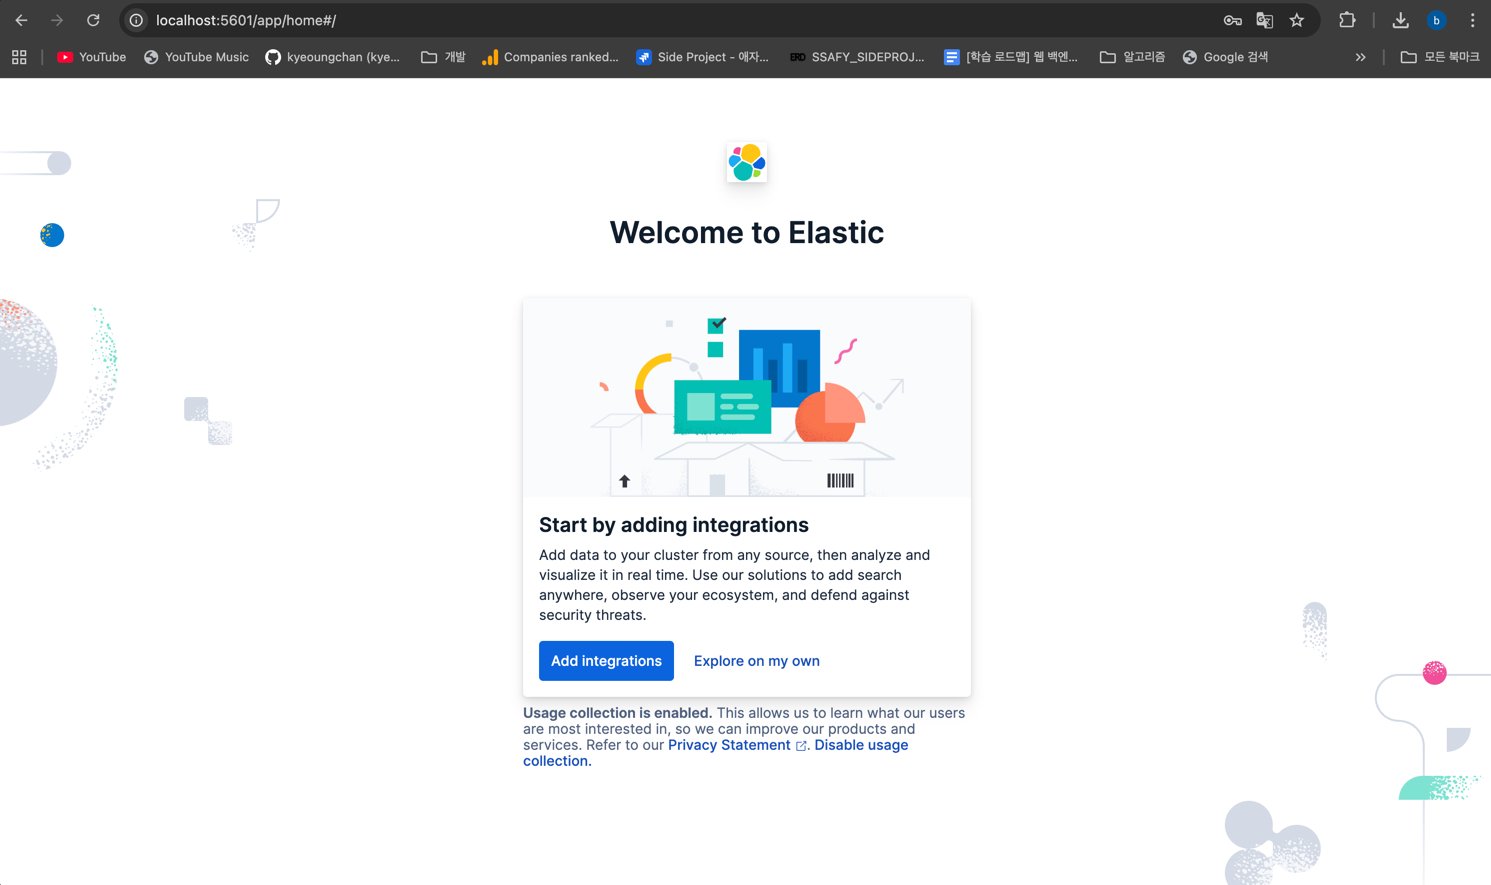 localhost:5601/app/home#/
b
YouTube
YouTube Music
kyeoungchan (kye...
개발
Companies ranked...
Side Project - 애자...
ERD
SSAFY_SIDEPROJ...
[학습 로드맵] 웹 백엔...
알고리즘
Google 검색
모든 북마크
Welcome to Elastic
Start by adding integrations
Add data to your cluster from any source, then analyze and
visualize it in real time. Use our solutions to add search
anywhere, observe your ecosystem, and defend against
security threats.
Add integrations
Explore on my own
Usage collection is enabled. This allows us to learn what our users
are most interested in, so we can improve our products and
services. Refer to our Privacy Statement. Disable usage
collection.